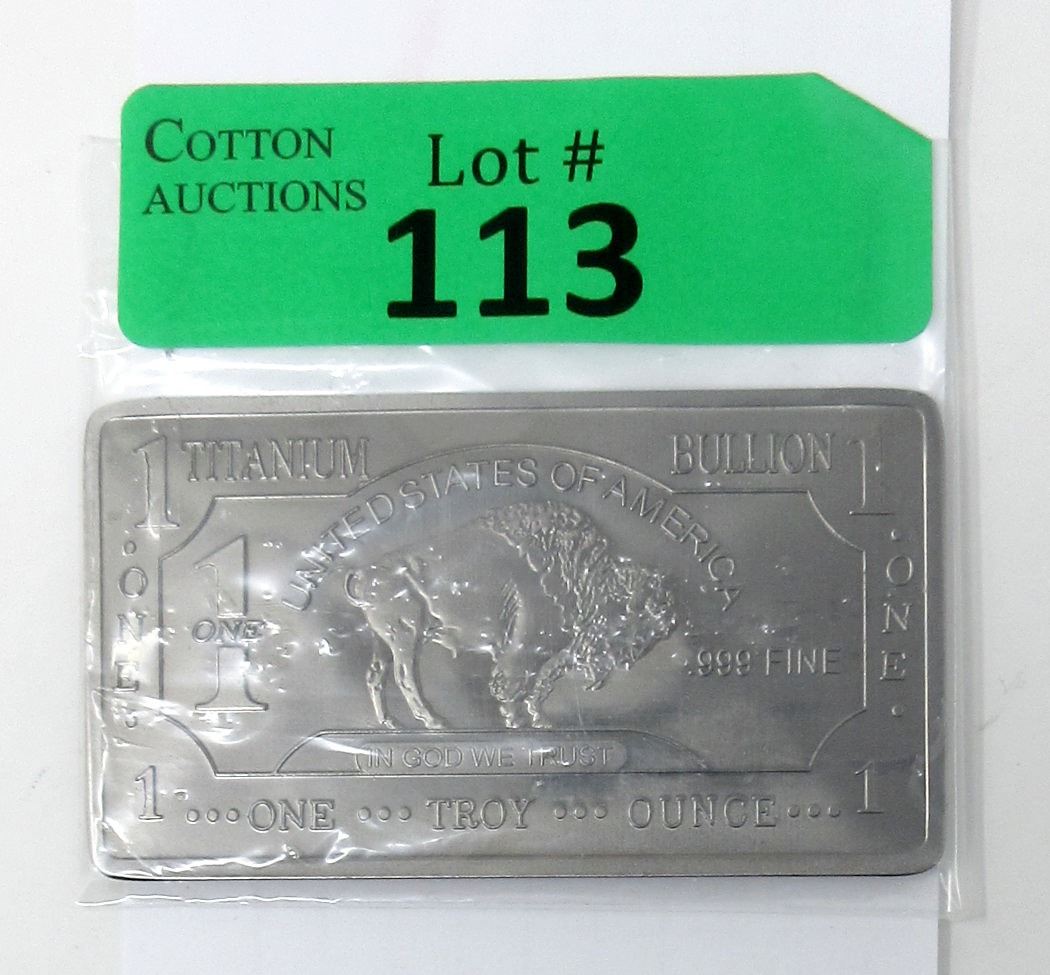 COTTON
AUCTIONS
Lot #
113
1 TITANIUM BULLION 1
UNITED STATES OF AMERICA
·ONE·
1
ONE
.999 FINE
·ONE·
IN GOD WE TRUST
1 ...ONE ... TROY ... OUNCE... 1